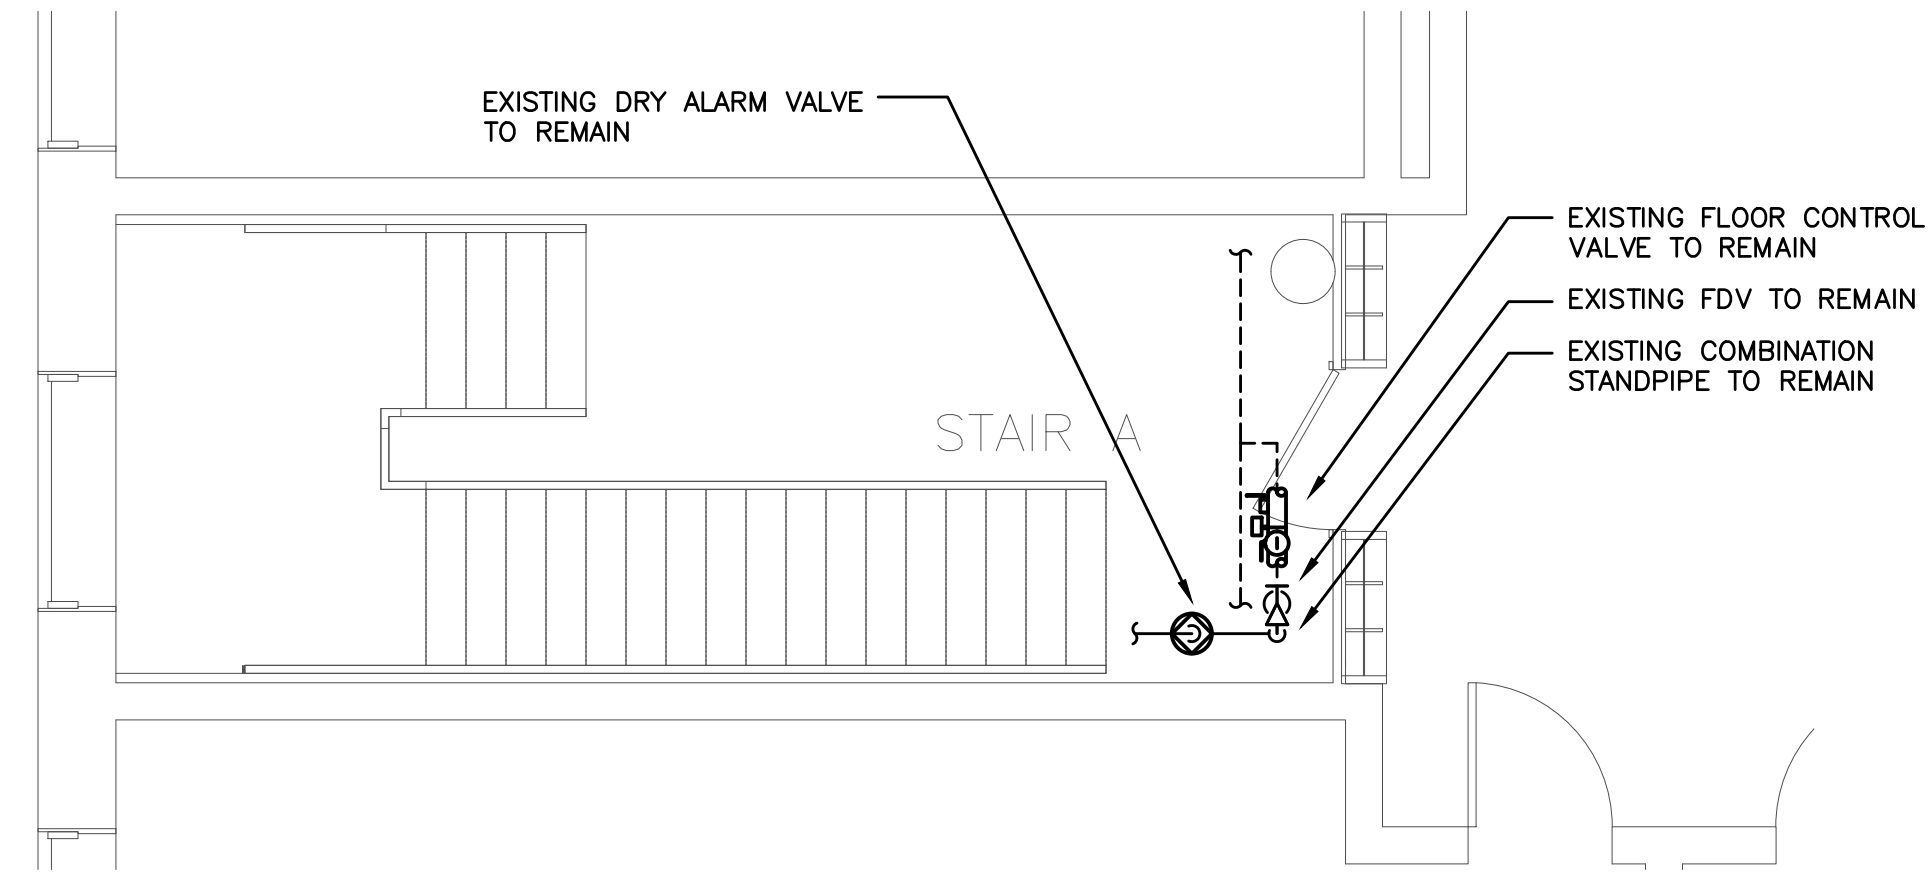 EXISTING DRY ALARM VALVE
TO REMAIN
EXISTING FLOOR CONTROL
VALVE TO REMAIN
EXISTING FDV TO REMAIN
EXISTING COMBINATION
STANDPIPE TO REMAIN
STAIR A